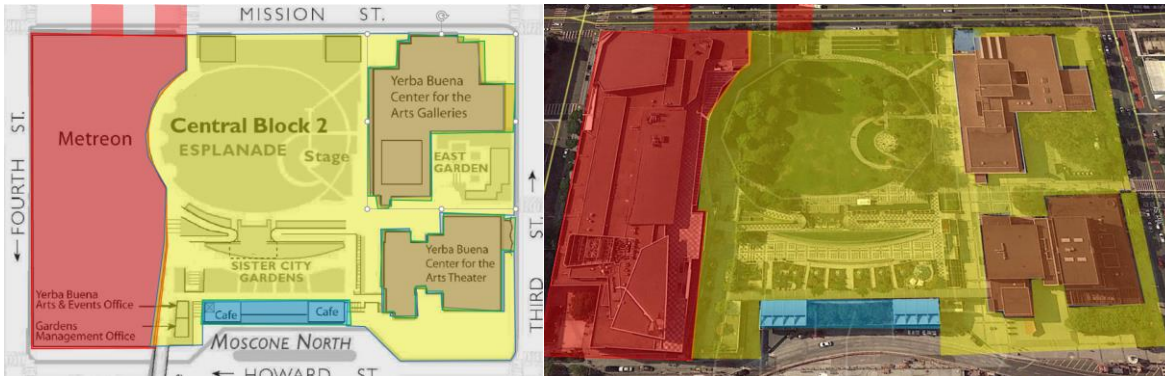 MISSION ST.
← FOURTH ST.
Metreon
Central Block 2
ESPLANADE
Stage
Yerba Buena
Center for the
Arts Galleries
EAST
GARDEN
THIRD ST. →
SISTER CITY
GARDENS
Yerba Buena
Center for the
Arts Theater
Yerba Buena
Arts & Events Office
Gardens
Management Office
Cafe
Cafe
MOSCONE NORTH
← HOWARD ST.